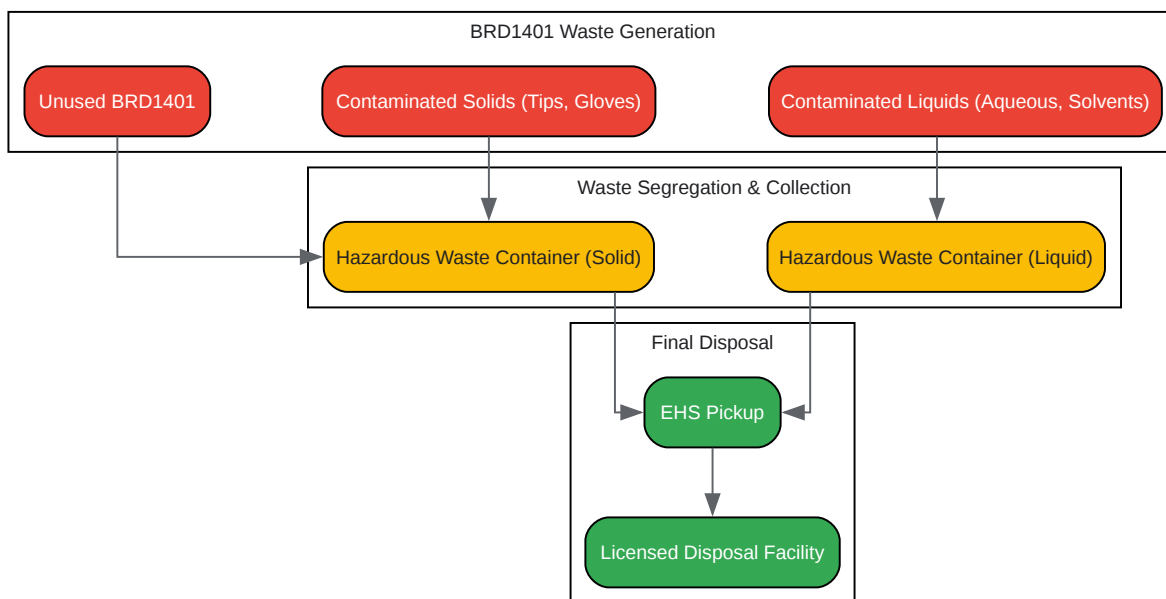 BRD1401 Waste Generation
Unused BRD1401
Contaminated Solids (Tips, Gloves)
Contaminated Liquids (Aqueous, Solvents)
Waste Segregation & Collection
Hazardous Waste Container (Solid)
Hazardous Waste Container (Liquid)
Final Disposal
EHS Pickup
Licensed Disposal Facility